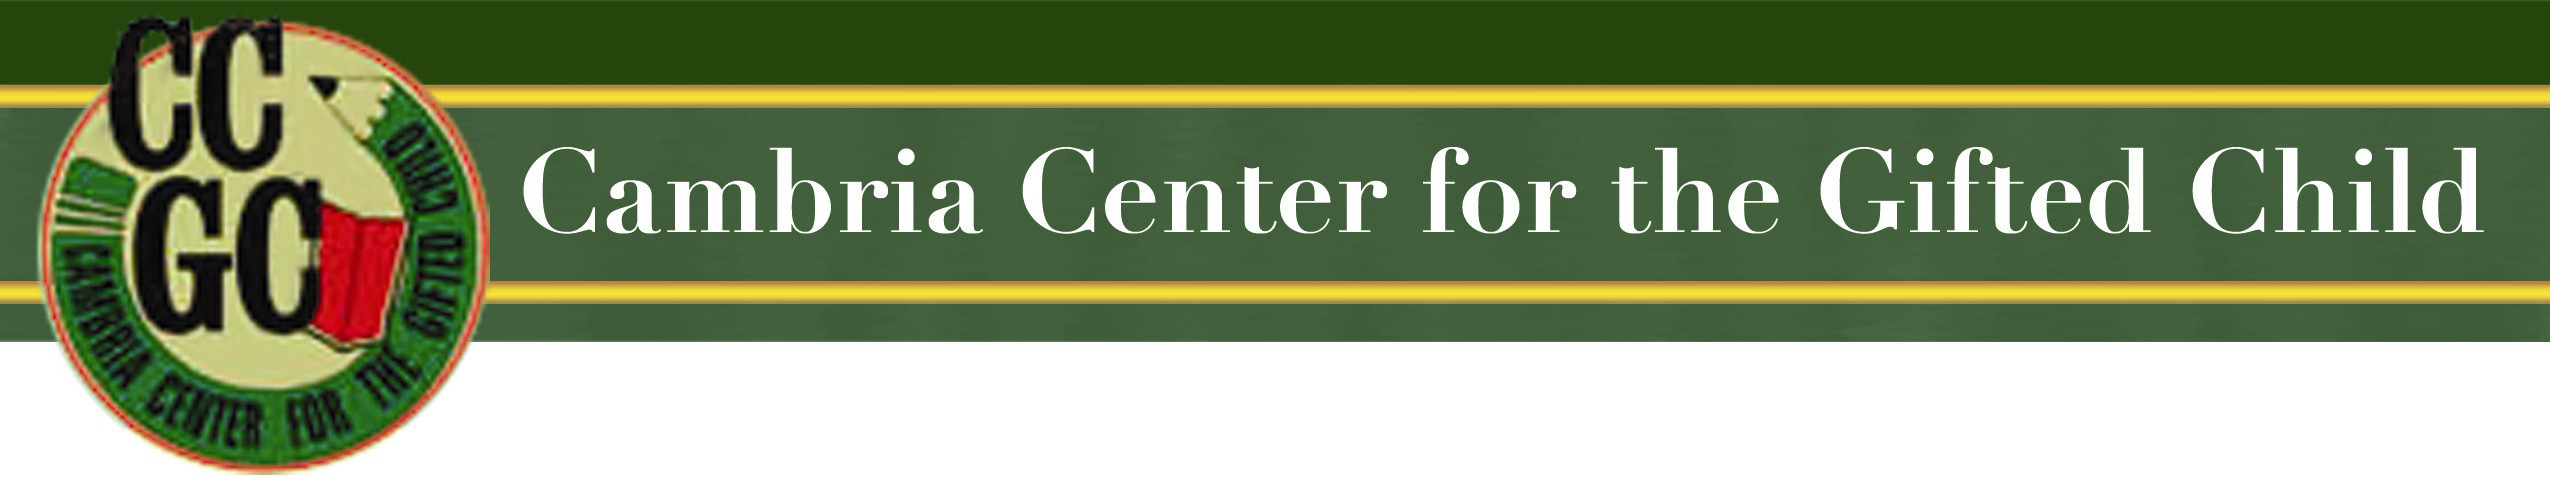 CC
GC
CAMBRIA CENTER FOR THE GIFTED CHILD
Cambria Center for the Gifted Child